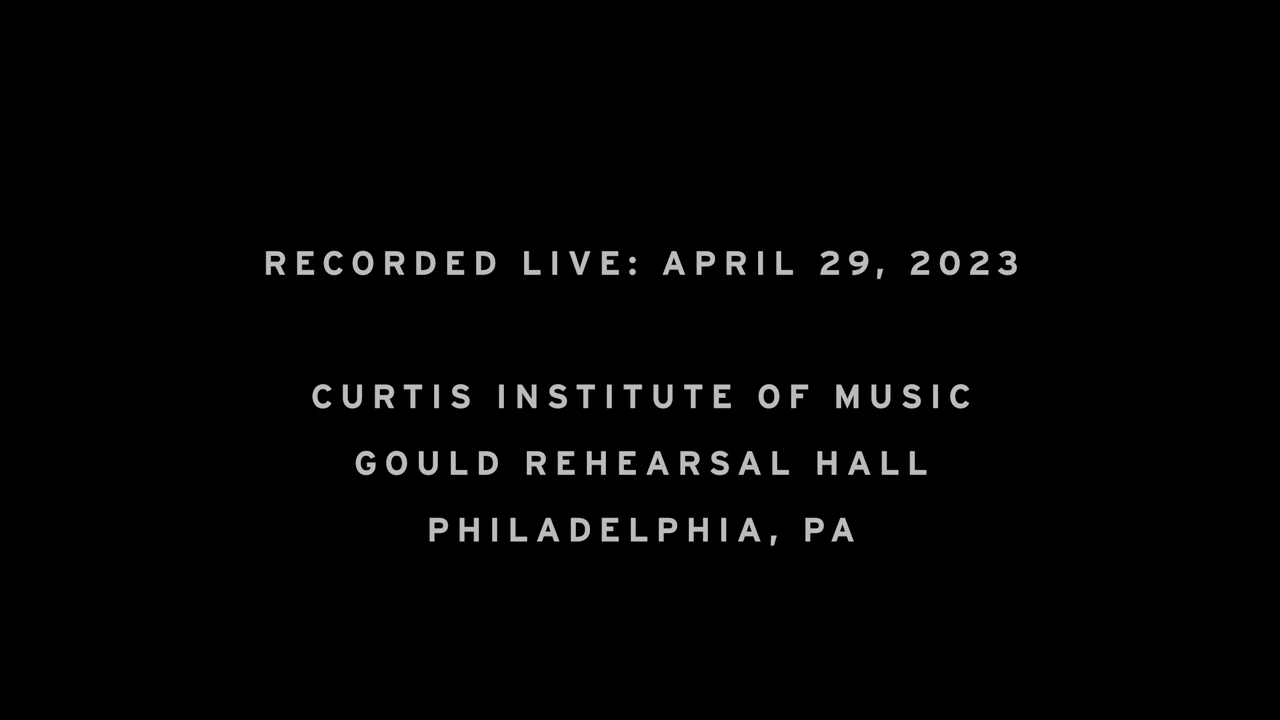 RECORDED LIVE: APRIL 29, 2023
CURTIS INSTITUTE OF MUSIC
GOULD REHEARSAL HALL
PHILADELPHIA, PA